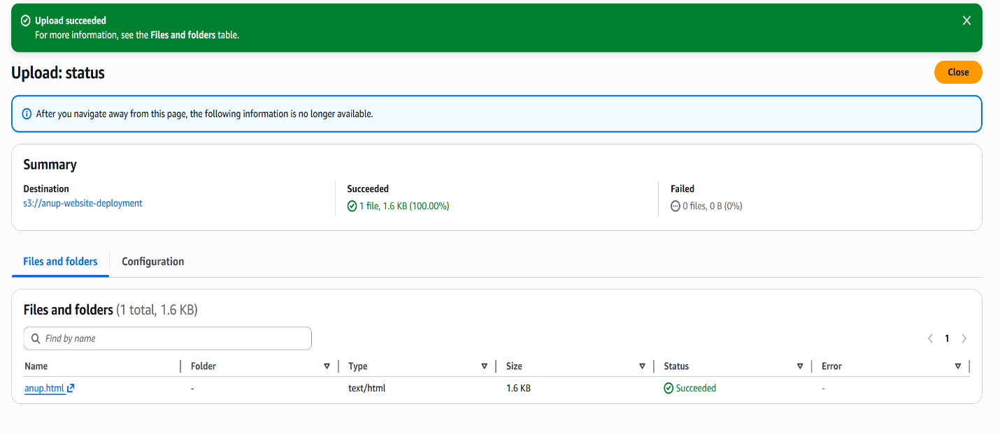 Upload succeeded
For more information, see the Files and folders table.
Upload: status
Close
After you navigate away from this page, the following information is no longer available.
Summary
Destination
s3://anup-website-deployment
Succeeded
1 file, 1.6 KB (100.00%)
Failed
0 files, 0 B (0%)
Files and folders
Configuration
Files and folders (1 total, 1.6 KB)
Find by name
1
Name Folder Type Size Status Error
anup.html - text/html 1.6 KB Succeeded -